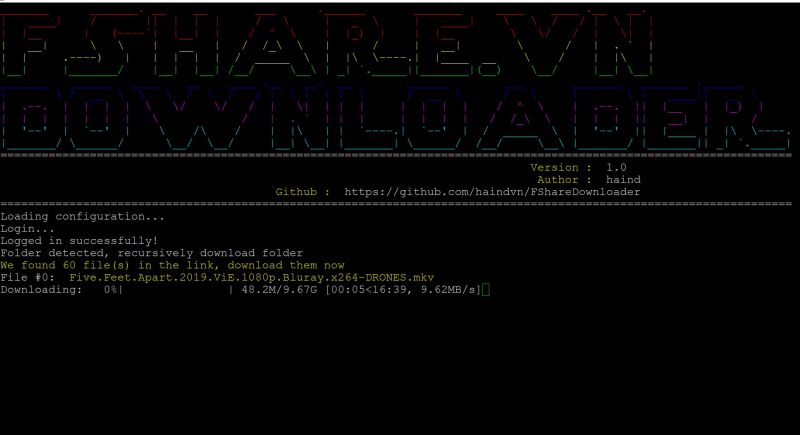 FSHARE.VN
DOWNLOADER
Version : 1.0
Author : haind
Github : https://github.com/haindvn/FShareDownloader
Loading configuration...
Login...
Logged in successfully!
Folder detected, recursively download folder
We found 60 file(s) in the link, download them now
File #0: Five.Feet.Apart.2019.ViE.1080p.Bluray.x264-DRONES.mkv
Downloading: 0%| | 48.2M/9.67G [00:05<16:39, 9.62MB/s]